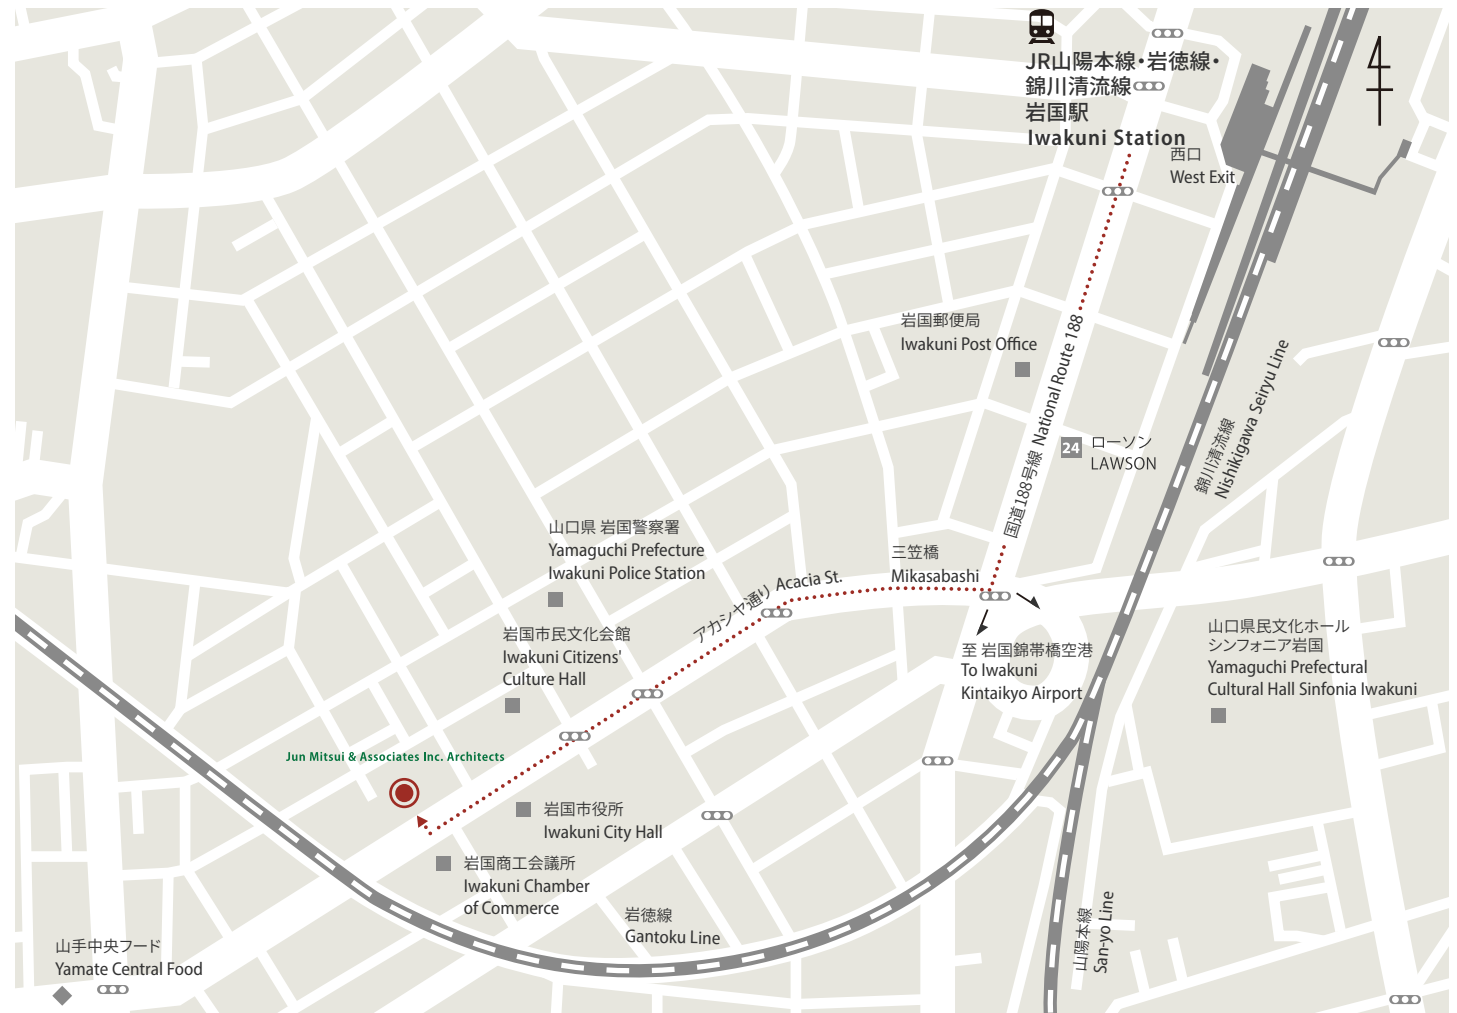 JR山陽本線・岩徳線・
錦川清流線
岩国駅
Iwakuni Station
西口
West Exit
岩国郵便局
Iwakuni Post Office
国道188号線 National Route 188
24
ローソン
LAWSON
錦川清流線
Nishikigawa Seiryu Line
山口県 岩国警察署
Yamaguchi Prefecture
Iwakuni Police Station
三笠橋
Mikasabashi
アカシヤ通り Acacia St.
岩国市民文化会館
Iwakuni Citizens'
Culture Hall
至 岩国錦帯橋空港
To Iwakuni
Kintaikyo Airport
山口県民文化ホール
シンフォニア岩国
Yamaguchi Prefectural
Cultural Hall Sinfonia Iwakuni
Jun Mitsui & Associates Inc. Architects
岩国市役所
Iwakuni City Hall
岩国商工会議所
Iwakuni Chamber
of Commerce
岩徳線
Gantoku Line
山陽本線
San-yo Line
山手中央フード
Yamate Central Food